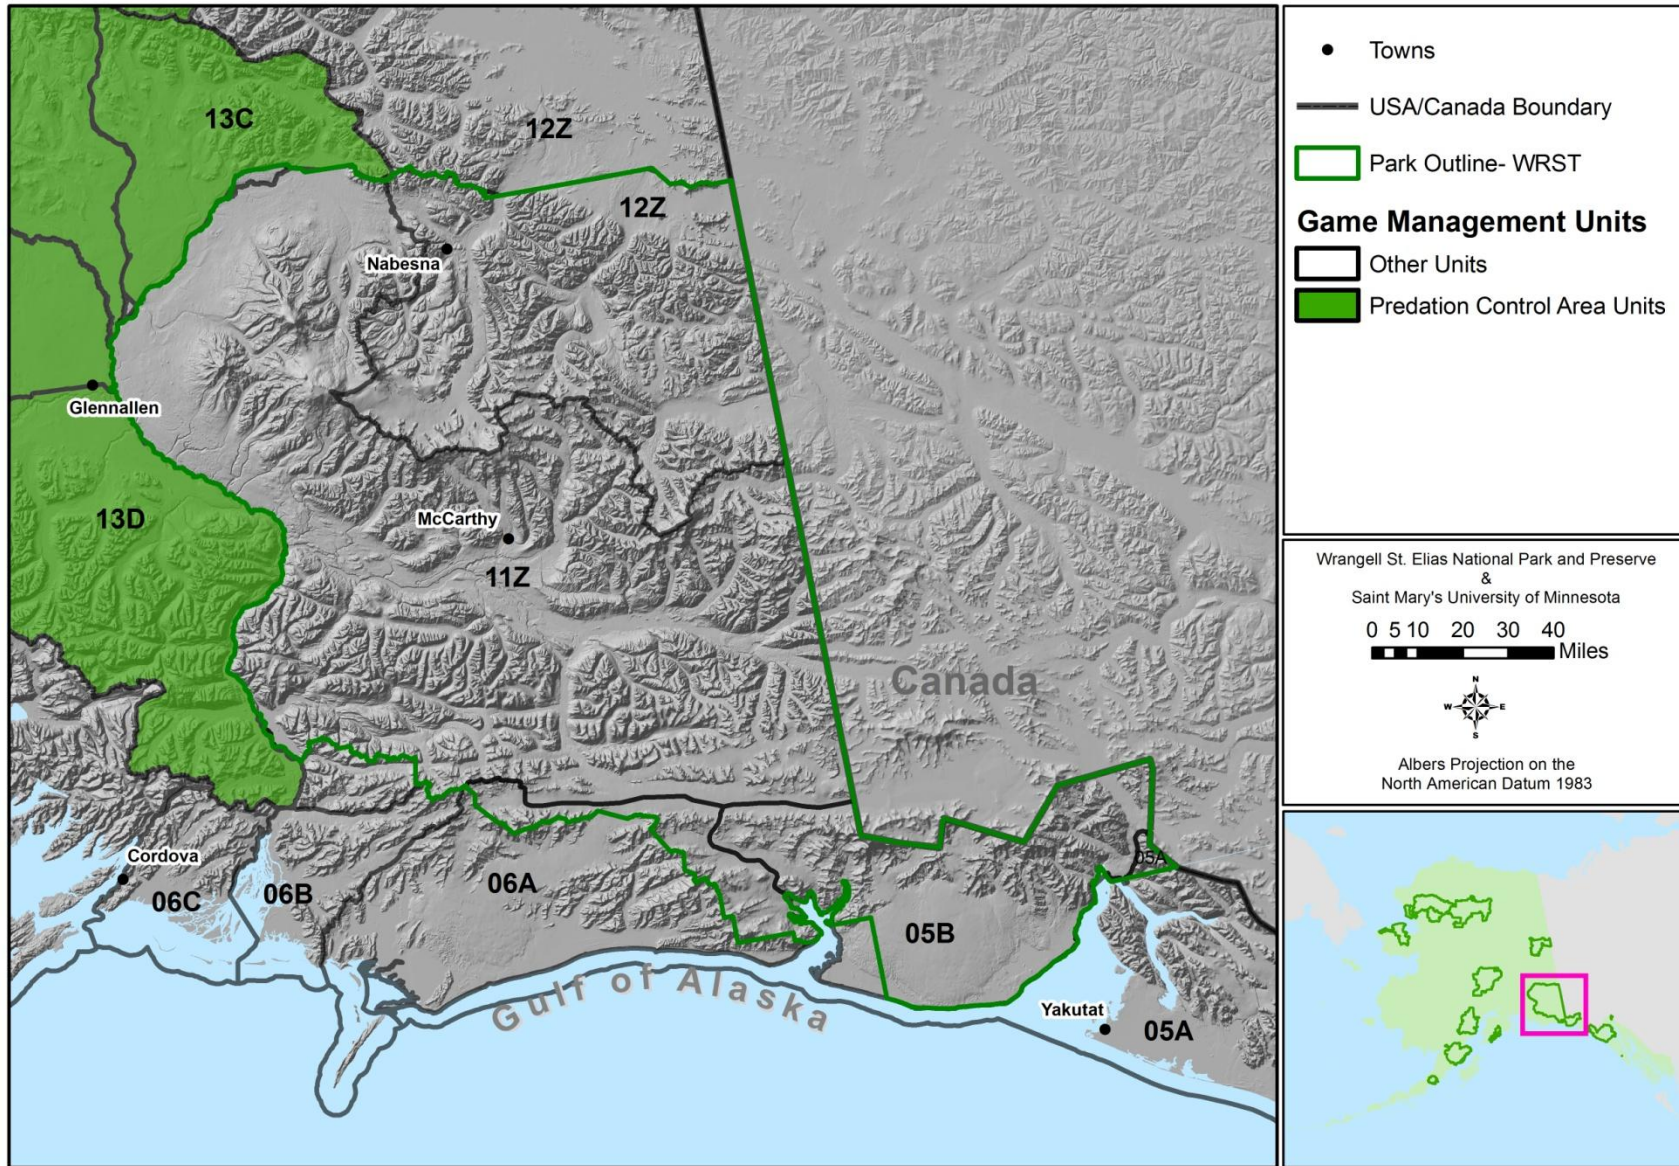 13C
12Z
12Z
Nabesna
Glennallen
13D
McCarthy
11Z
Canada
Cordova
06C
06B
06A
05A
05B
Gulf of Alaska
Yakutat
05A
Towns
USA/Canada Boundary
Park Outline- WRST
Game Management Units
Other Units
Predation Control Area Units
Wrangell St. Elias National Park and Preserve
&
Saint Mary's University of Minnesota
0 5 10 20 30 40
Miles
N
W E
S
Albers Projection on the
North American Datum 1983